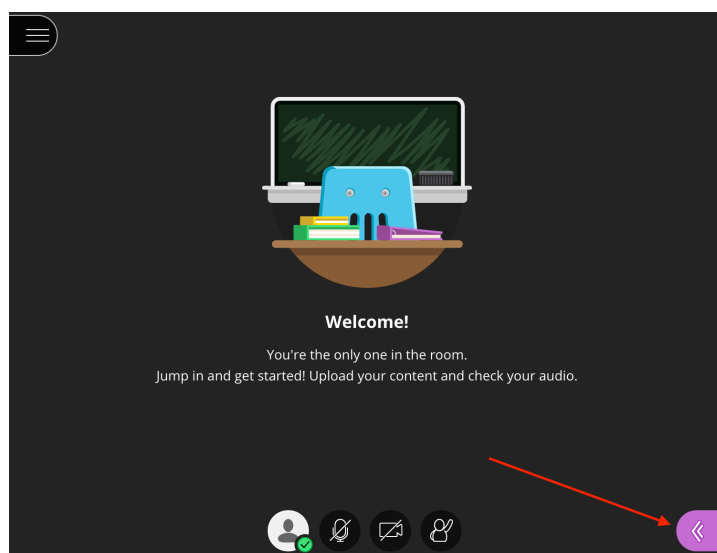 Welcome!
You're the only one in the room.
Jump in and get started! Upload your content and check your audio.